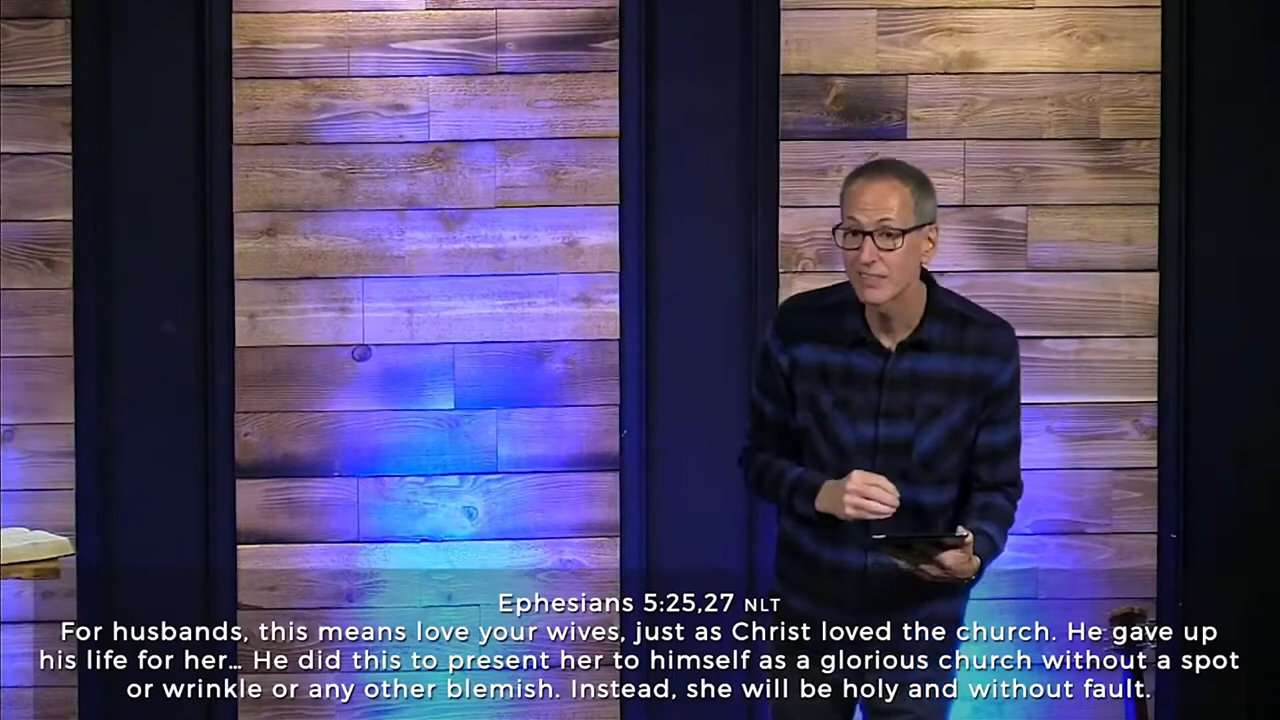 Ephesians 5:25,27 NLT
For husbands, this means love your wives, just as Christ loved the church. He gave up
his life for her... He did this to present her to himself as a glorious church without a spot
or wrinkle or any other blemish. Instead, she will be holy and without fault.